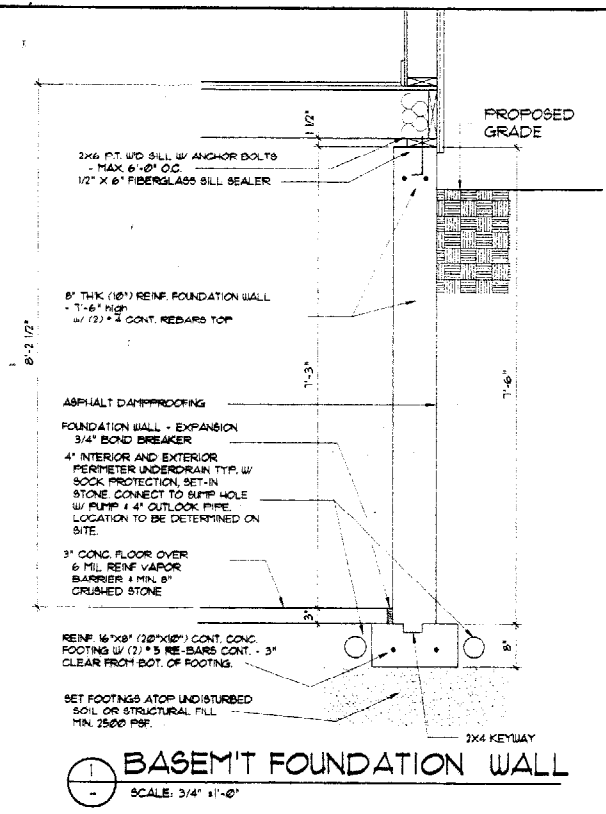 PROPOSED
GRADE
1 1/2"
2X6 P.T. W'D SILL W/ ANCHOR BOLTS
- MAX. 6'-0" O.C.
1/2" X 6" FIBERGLASS SILL SEALER
8" THIK (10") REINF. FOUNDATION WALL
- 7'-6" high
W/ (2) # 4 CONT. REBARS TOP
8'-2 1/2"
7'-3"
7'-6"
ASPHALT DAMPPROOFING
FOUNDATION WALL - EXPANSION
3/4" BOND BREAKER
4" INTERIOR AND EXTERIOR
PERIMETER UNDERDRAIN TYP. W/
SOCK PROTECTION, SET-IN
STONE. CONNECT TO SUMP HOLE
W/ PUMP & 4" OUTLOOK PIPE.
LOCATION TO BE DETERMINED ON
SITE.
3" CONC. FLOOR OVER
6 MIL REINF VAPOR
BARRIER & MIN. 8"
CRUSHED STONE
3"
REINF. 16"X8" (20"X10") CONT. CONC.
FOOTING W/ (2) # 5 RE-BARS CONT. - 3"
CLEAR FROM BOT. OF FOOTING.
8"
SET FOOTINGS ATOP UNDISTURBED
SOIL OR STRUCTURAL FILL
MIN. 2500 PSF.
2X4 KEYWAY
1
-
BASEM'T FOUNDATION WALL
SCALE: 3/4" =1'-0"